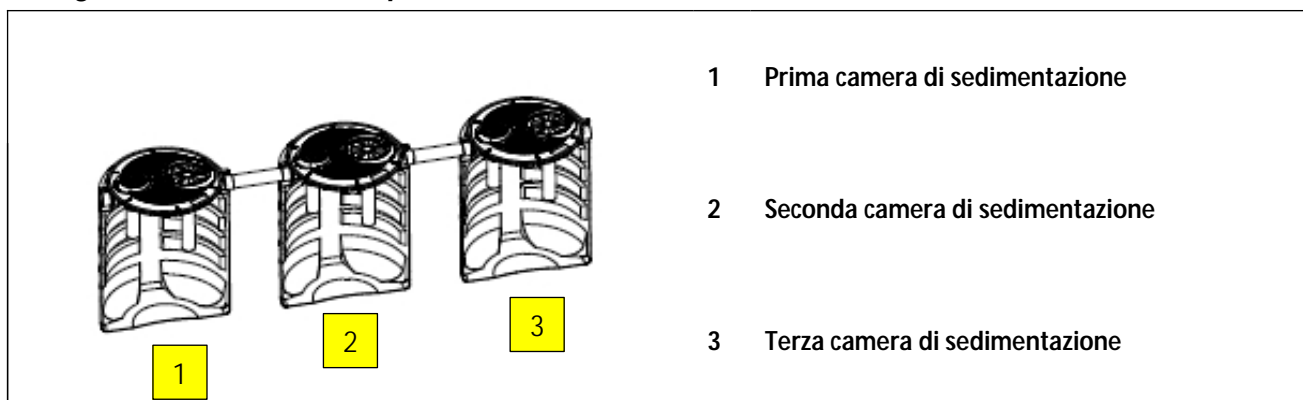 1 Prima camera di sedimentazione
2 Seconda camera di sedimentazione
3 Terza camera di sedimentazione
1
2
3